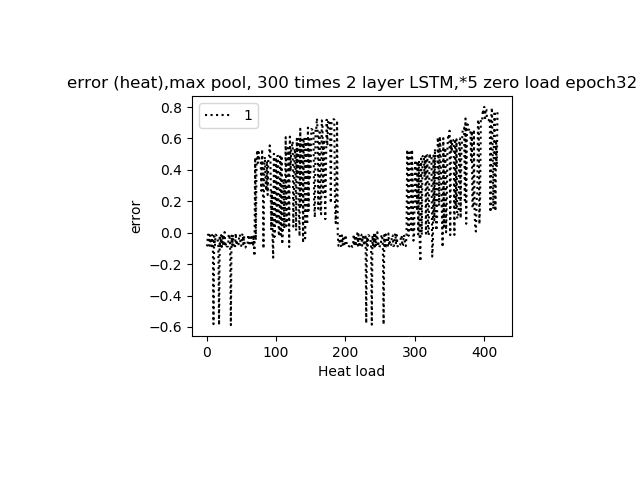 error (heat),max pool, 300 times 2 layer LSTM,*5 zero load epoch32
1
0.8
0.6
0.4
0.2
0.0
−0.2
−0.4
−0.6
error
0 100 200 300 400
Heat load